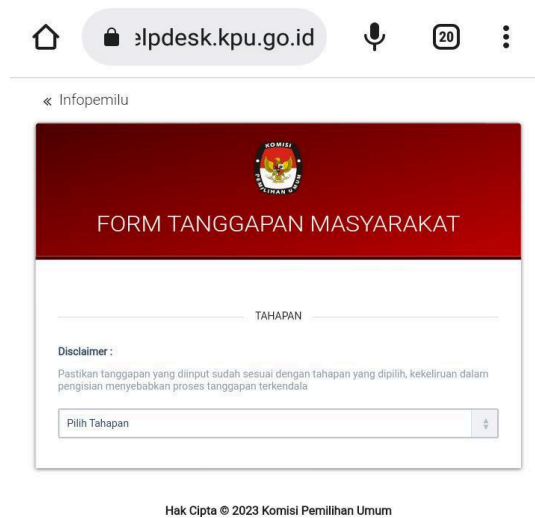 elpdesk.kpu.go.id
20
« Infopemilu
KOMISI
PEMILIHAN UMUM
FORM TANGGAPAN MASYARAKAT
TAHAPAN
Disclaimer :
Pastikan tanggapan yang diinput sudah sesuai dengan tahapan yang dipilih, kekeliruan dalam
pengisian menyebabkan proses tanggapan terkendala
Pilih Tahapan
Hak Cipta © 2023 Komisi Pemilihan Umum